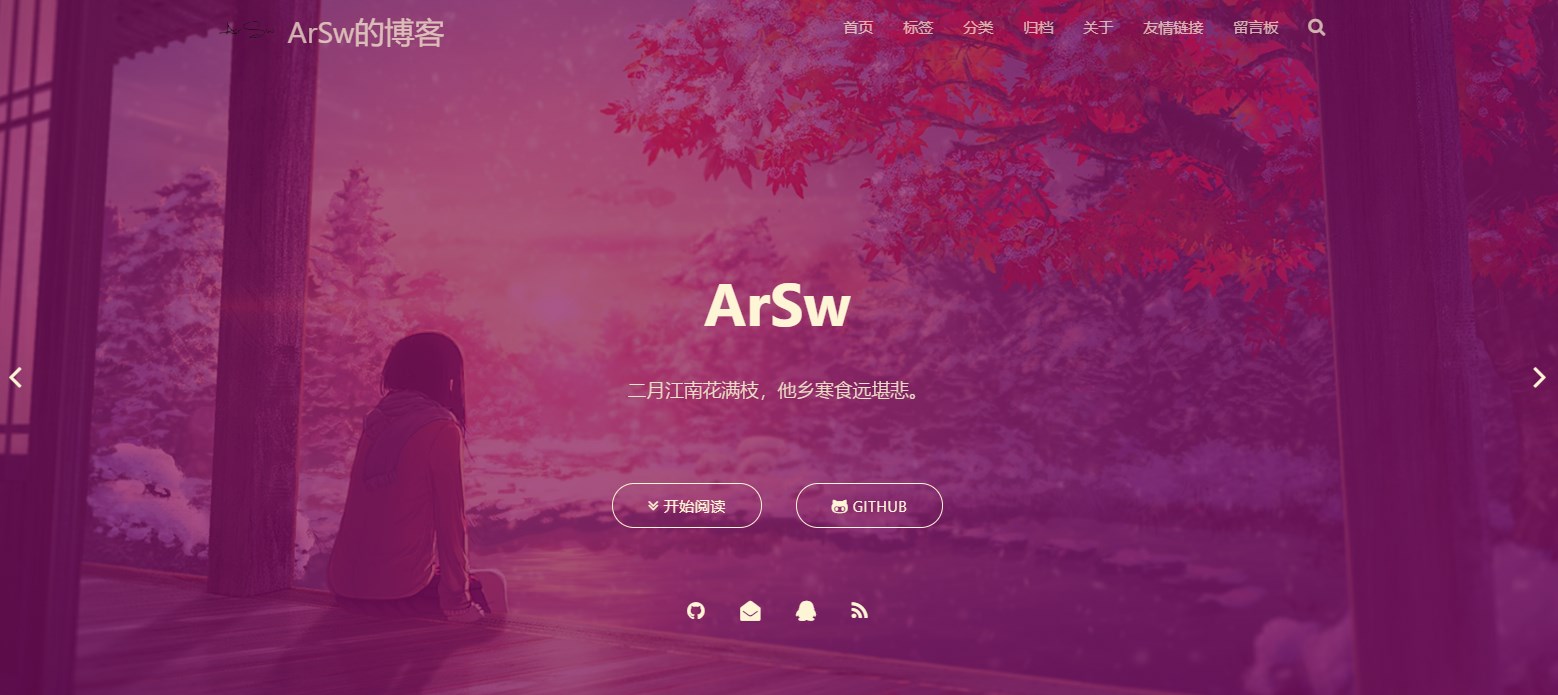 ArSw的博客
首页 标签 分类 归档 关于 友情链接 留言板
ArSw
二月江南花满枝，他乡寒食远堪悲。
开始阅读 GITHUB